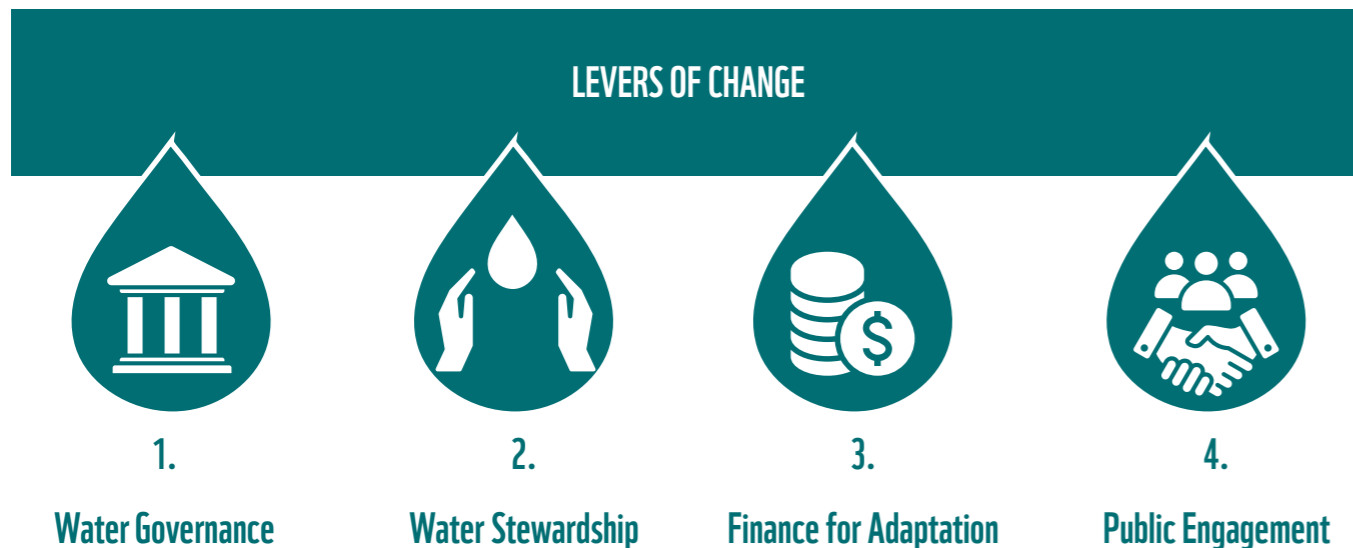 LEVERS OF CHANGE
1.
Water Governance
2.
Water Stewardship
3.
$
Finance for Adaptation
4.
Public Engagement